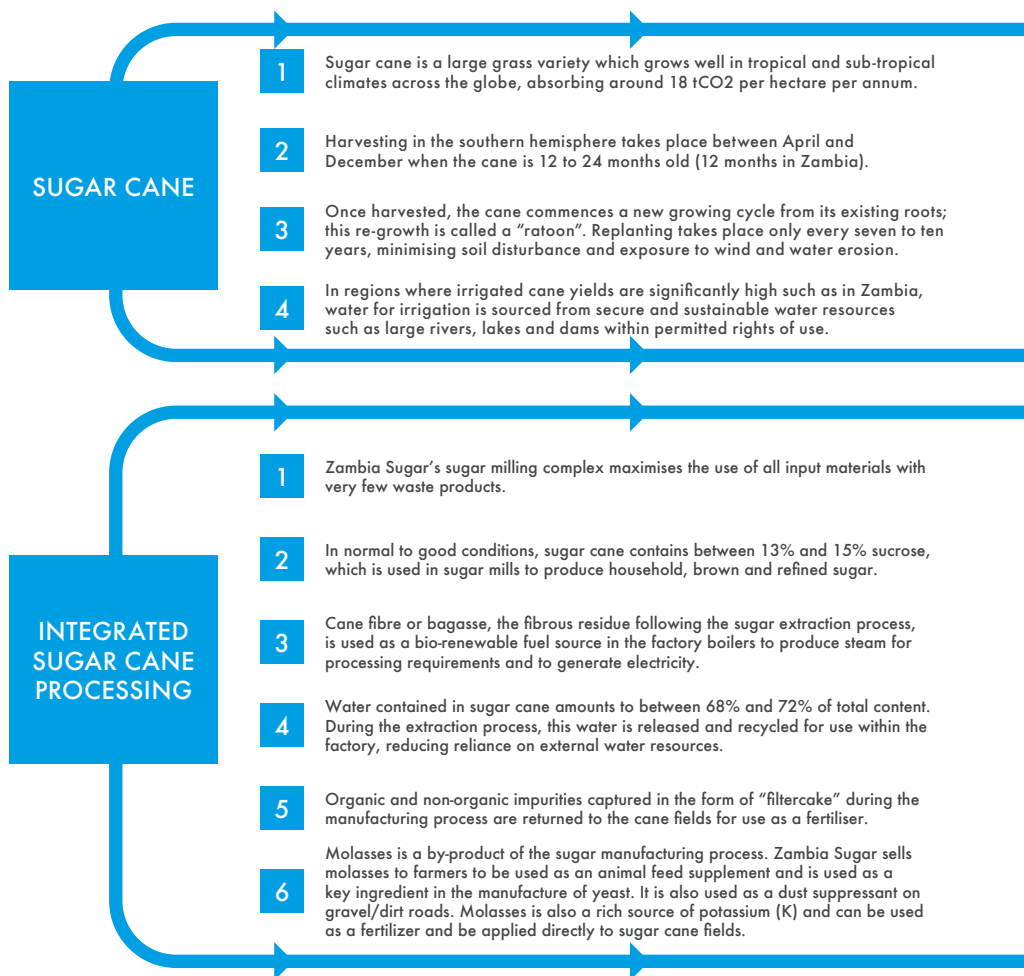 SUGAR CANE
1
Sugar cane is a large grass variety which grows well in tropical and sub-tropical
climates across the globe, absorbing around 18 tCO2 per hectare per annum.
2
Harvesting in the southern hemisphere takes place between April and
December when the cane is 12 to 24 months old (12 months in Zambia).
3
Once harvested, the cane commences a new growing cycle from its existing roots;
this re-growth is called a “ratoon”. Replanting takes place only every seven to ten
years, minimising soil disturbance and exposure to wind and water erosion.
4
In regions where irrigated cane yields are significantly high such as in Zambia,
water for irrigation is sourced from secure and sustainable water resources
such as large rivers, lakes and dams within permitted rights of use.
INTEGRATED
SUGAR CANE
PROCESSING
1
Zambia Sugar’s sugar milling complex maximises the use of all input materials with
very few waste products.
2
In normal to good conditions, sugar cane contains between 13% and 15% sucrose,
which is used in sugar mills to produce household, brown and refined sugar.
3
Cane fibre or bagasse, the fibrous residue following the sugar extraction process,
is used as a bio-renewable fuel source in the factory boilers to produce steam for
processing requirements and to generate electricity.
4
Water contained in sugar cane amounts to between 68% and 72% of total content.
During the extraction process, this water is released and recycled for use within the
factory, reducing reliance on external water resources.
5
Organic and non-organic impurities captured in the form of “filtercake” during the
manufacturing process are returned to the cane fields for use as a fertiliser.
6
Molasses is a by-product of the sugar manufacturing process. Zambia Sugar sells
molasses to farmers to be used as an animal feed supplement and is used as a
key ingredient in the manufacture of yeast. It is also used as a dust suppressant on
gravel/dirt roads. Molasses is also a rich source of potassium (K) and can be used
as a fertilizer and be applied directly to sugar cane fields.